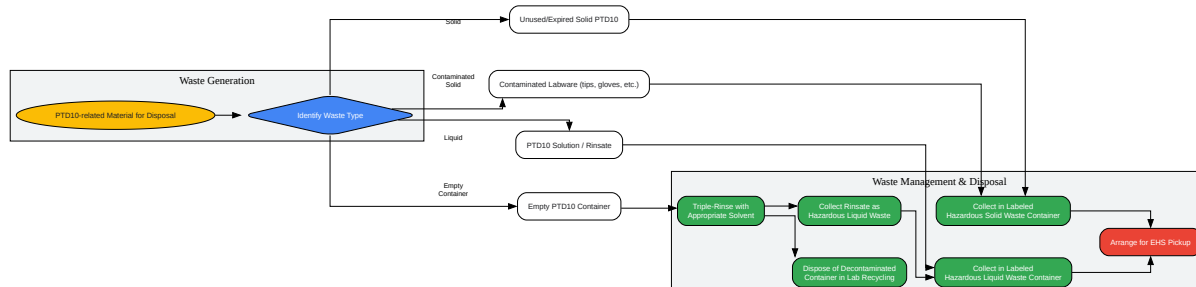 Solid
Unused/Expired Solid PTD10
Waste Generation
Contaminated
Solid
Contaminated Labware (tips, gloves, etc.)
PTD10-related Material for Disposal
Identify Waste Type
Liquid
PTD10 Solution / Rinsate
Empty
Container
Empty PTD10 Container
Waste Management & Disposal
Triple-Rinse with
Appropriate Solvent
Collect Rinsate as
Hazardous Liquid Waste
Collect in Labeled
Hazardous Solid Waste Container
Arrange for EHS Pickup
Dispose of Decontaminated
Container in Lab Recycling
Collect in Labeled
Hazardous Liquid Waste Container